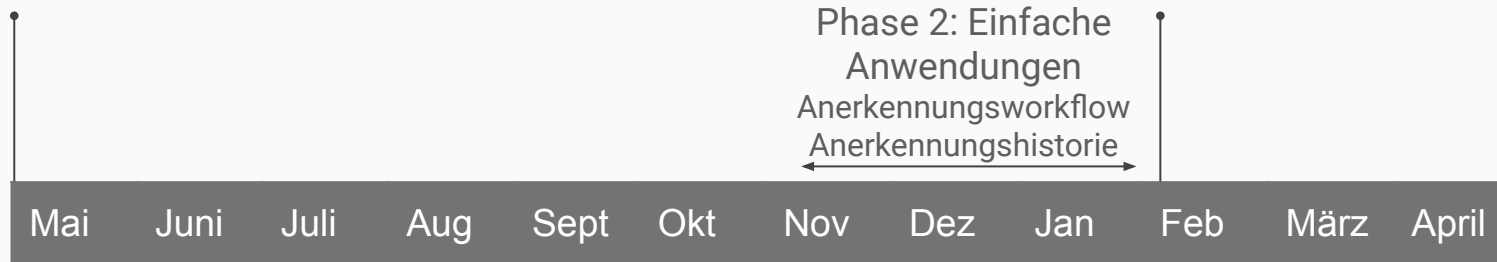 Phase 2: Einfache
Anwendungen
Anerkennungsworkflow
Anerkennungshistorie
Mai Juni Juli Aug Sept Okt Nov Dez Jan Feb März April